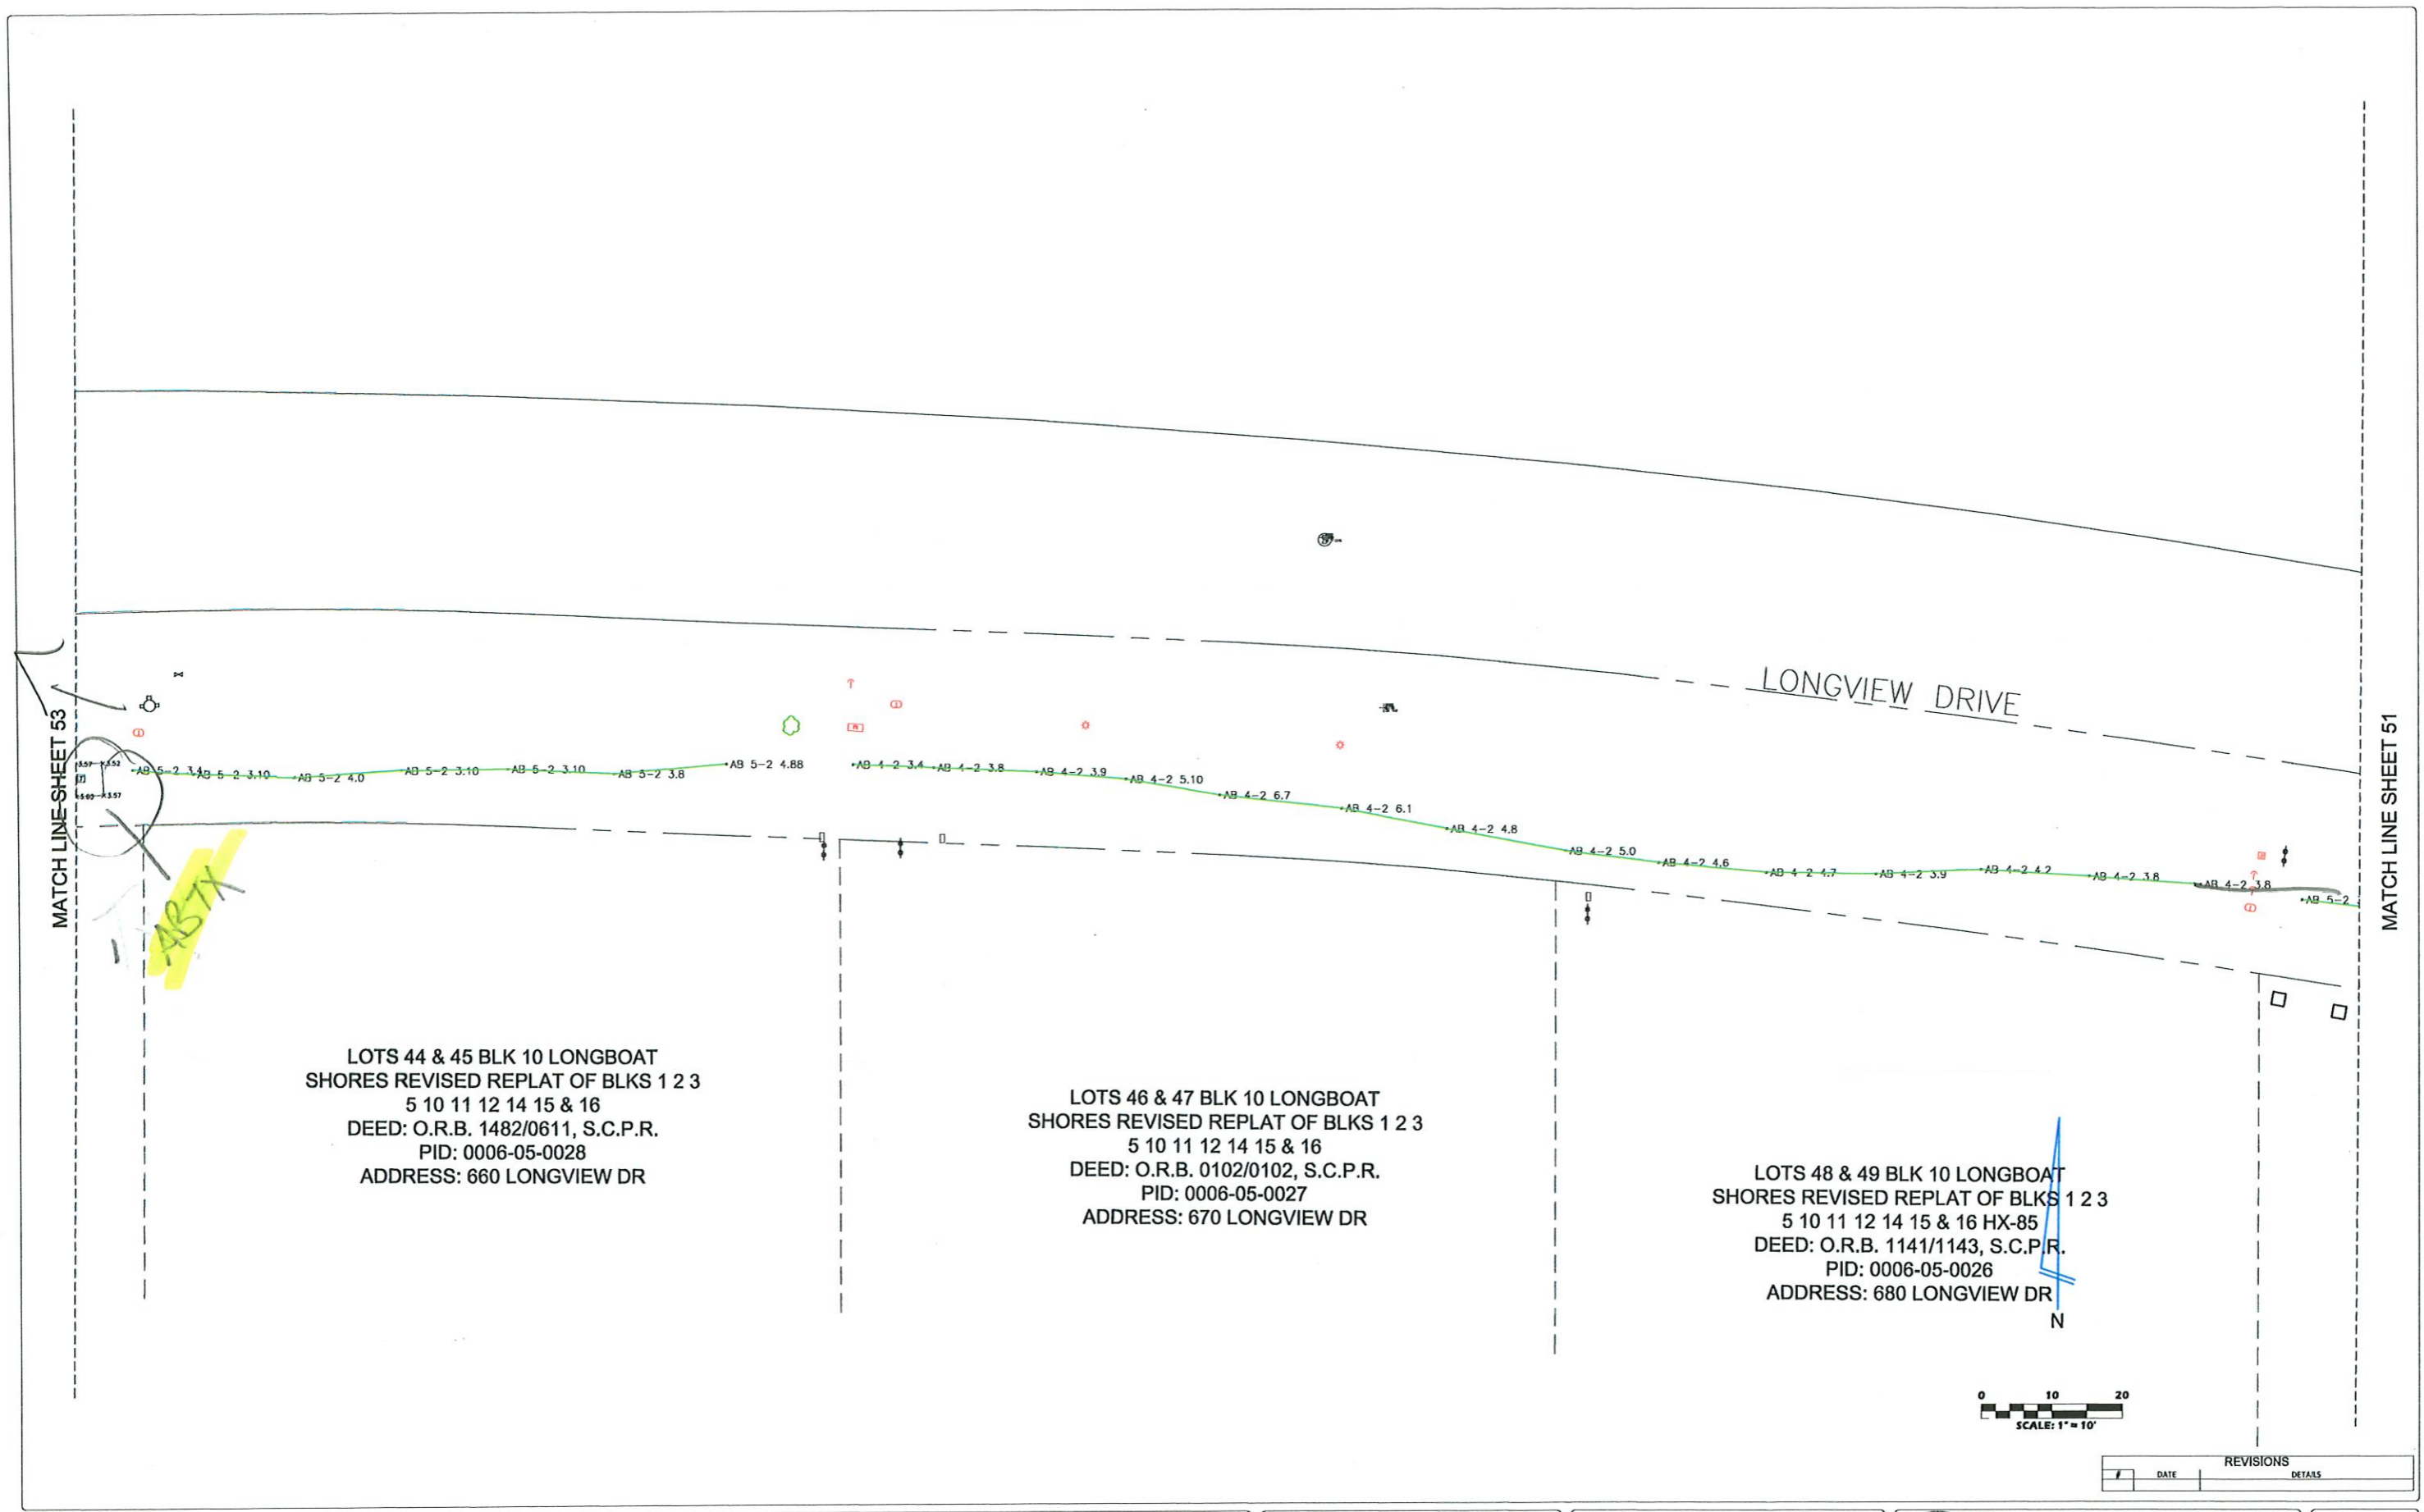 LONGVIEW DRIVE
MATCH LINE SHEET 53
MATCH LINE SHEET 51
3.57 3.52
5.02 3.57
AB 5-2 3.4
AB 5-2 3.10
AB 5-2 4.0
AB 5-2 3.10
AB 5-2 3.10
AB 5-2 3.8
AB 5-2 4.88
AB 4-2 3.4
AB 4-2 3.8
AB 4-2 3.9
AB 4-2 5.10
AB 4-2 6.7
AB 4-2 6.1
AB 4-2 4.8
AB 4-2 5.0
AB 4-2 4.6
AB 4-2 4.7
AB 4-2 3.9
AB 4-2 4.2
AB 4-2 3.8
AB 4-2 3.8
AB 5-2
ABTX
LOTS 44 & 45 BLK 10 LONGBOAT
SHORES REVISED REPLAT OF BLKS 1 2 3
5 10 11 12 14 15 & 16
DEED: O.R.B. 1482/0611, S.C.P.R.
PID: 0006-05-0028
ADDRESS: 660 LONGVIEW DR
LOTS 46 & 47 BLK 10 LONGBOAT
SHORES REVISED REPLAT OF BLKS 1 2 3
5 10 11 12 14 15 & 16
DEED: O.R.B. 0102/0102, S.C.P.R.
PID: 0006-05-0027
ADDRESS: 670 LONGVIEW DR
LOTS 48 & 49 BLK 10 LONGBOAT
SHORES REVISED REPLAT OF BLKS 1 2 3
5 10 11 12 14 15 & 16 HX-85
DEED: O.R.B. 1141/1143, S.C.P.R.
PID: 0006-05-0026
ADDRESS: 680 LONGVIEW DR
N
0 10 20
SCALE: 1" = 10'
REVISIONS
# DATE DETAILS